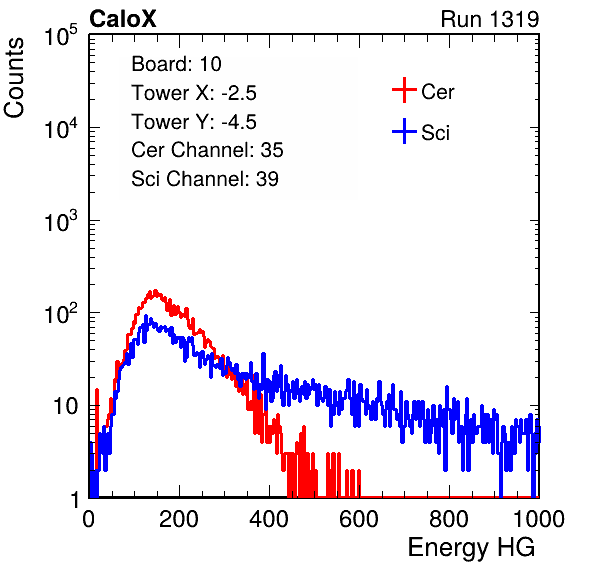 CaloX Run 1319
Counts
Board: 10
Tower X: -2.5
Tower Y: -4.5
Cer Channel: 35
Sci Channel: 39
Cer
Sci
10^5
10^4
10^3
10^2
10
1
0 200 400 600 800 1000
Energy HG